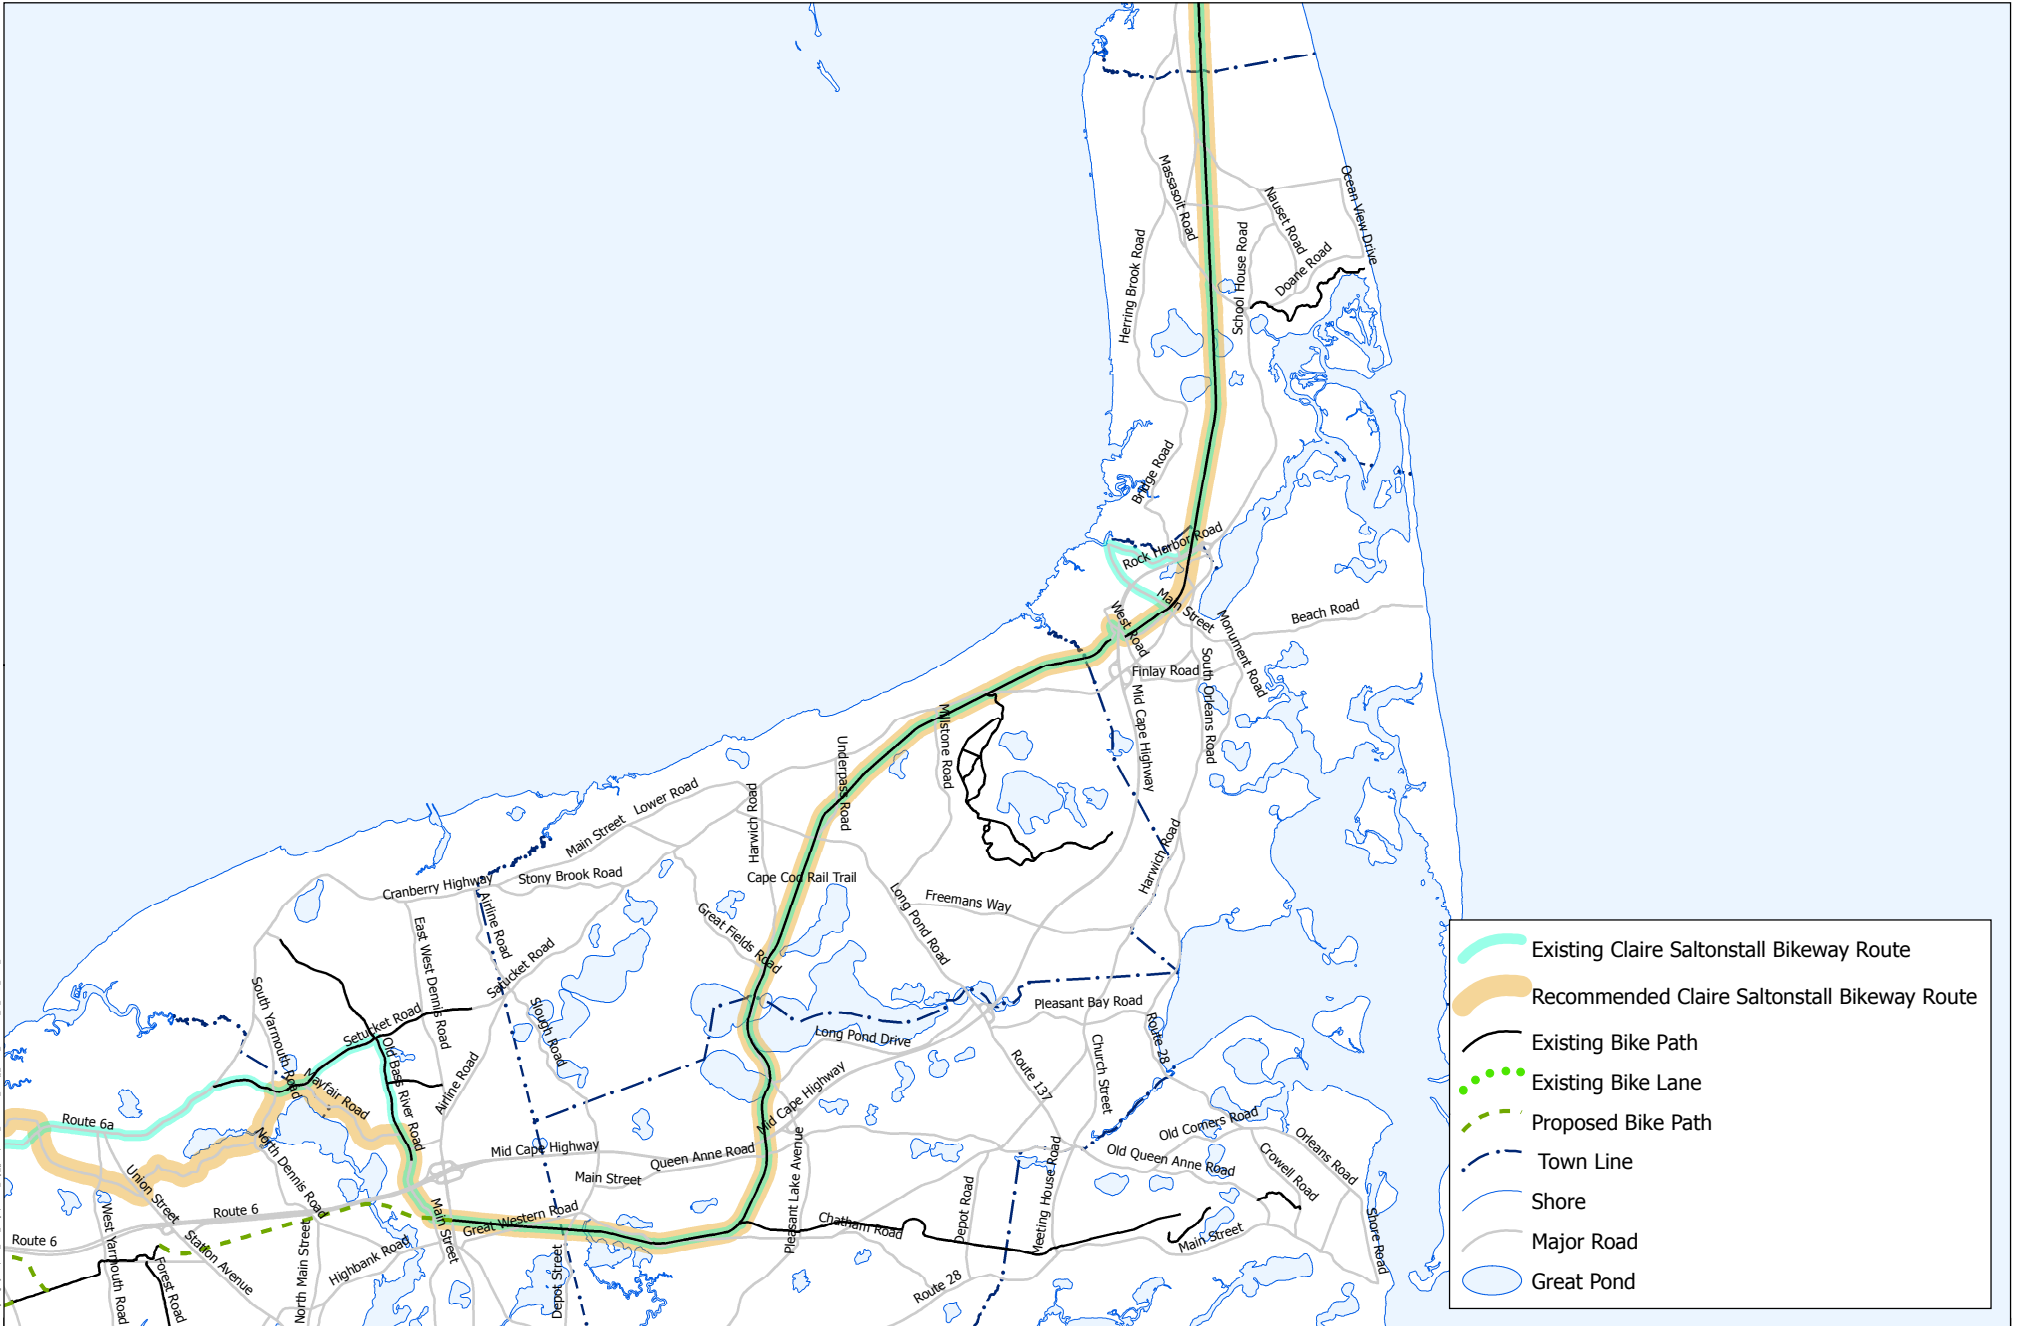 Massasoit Road
Ocean View Drive
Nauset Road
School House Road
Doane Road
Herring Brook Road
Bridge Road
Rock Harbor Road
Main Street
West Road
Beach Road
Monument Road
Finlay Road
South Orleans Road
Mid Cape Highway
Millstone Road
Underpass Road
Lower Road
Harwich Road
Main Street
Harwich Road
Stony Brook Road
Cranberry Highway
Cape Cod Rail Trail
Airline Road
Freemans Way
Long Pond Road
Great Fields Road
East West Dennis Road
Satucket Road
South Yarmouth Road
Slough Road
Setucket Road
Pleasant Bay Road
Route 28
Long Pond Drive
Old Bass River Road
Church Street
Route 137
Mayfair Road
Airline Road
Mid Cape Highway
Route 6a
Old Comers Road
Orleans Road
North Dennis Road
Mid Cape Highway
Queen Anne Road
Pleasant Lake Avenue
Old Queen Anne Road
Crowell Road
Meeting House Road
Union Street
Main Street
Depot Road
Route 6
Main Street
Great Western Road
Chatham Road
Shore Road
West Yarmouth Road
Station Avenue
North Main Street
Highbank Road
Main Street
Route 6
Forest Road
Depot Street
Route 28
Existing Claire Saltonstall Bikeway Route
Recommended Claire Saltonstall Bikeway Route
Existing Bike Path
Existing Bike Lane
Proposed Bike Path
Town Line
Shore
Major Road
Great Pond